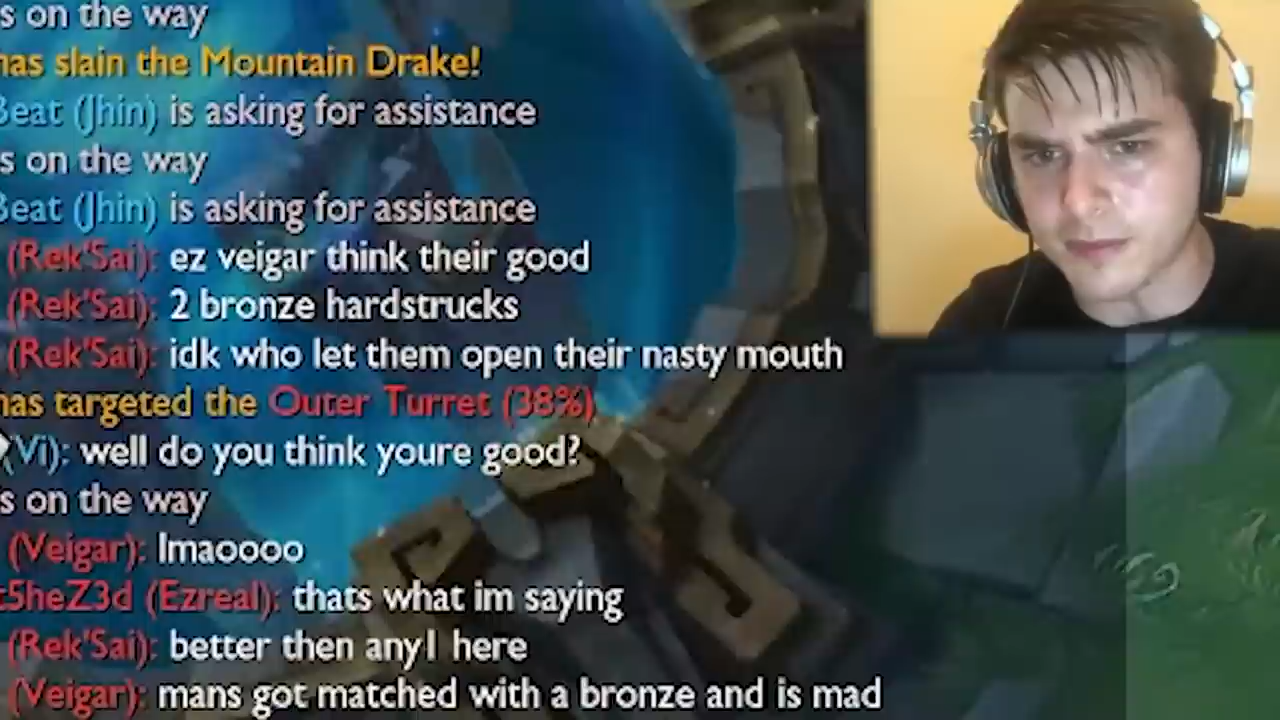 s on the way
has slain the Mountain Drake!
Beat (Jhin) is asking for assistance
s on the way
Beat (Jhin) is asking for assistance
(Rek'Sai): ez veigar think their good
(Rek'Sai): 2 bronze hardstrucks
(Rek'Sai): idk who let them open their nasty mouth
has targeted the Outer Turret (38%)
(Vi): well do you think youre good?
s on the way
(Veigar): lmaoooo
t5heZ3d (Ezreal): thats what im saying
(Rek'Sai): better then any1 here
(Veigar): mans got matched with a bronze and is mad